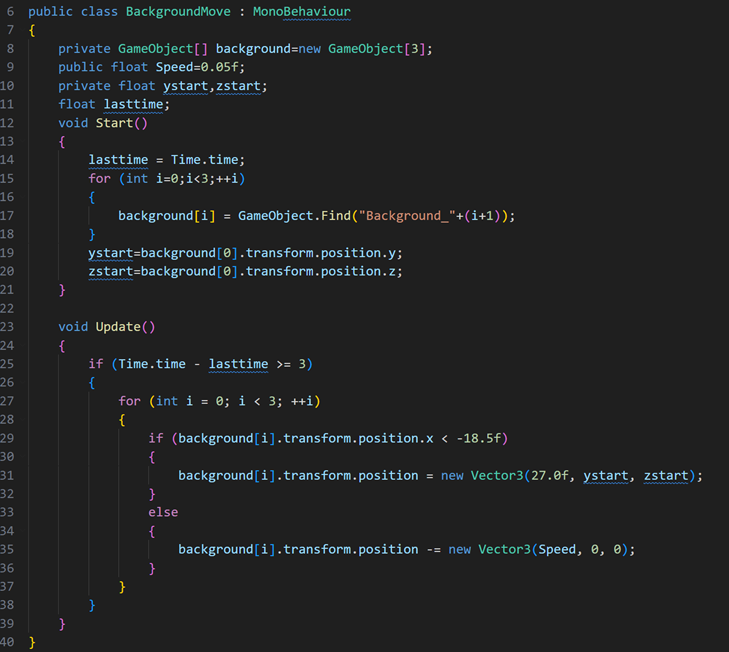 6 public class BackgroundMove : MonoBehaviour
7 {
8     private GameObject[] background=new GameObject[3];
9     public float Speed=0.05f;
10     private float ystart,zstart;
11     float lasttime;
12     void Start()
13     {
14         lasttime = Time.time;
15         for (int i=0;i<3;++i)
16         {
17             background[i] = GameObject.Find("Background_"+(i+1));
18         }
19         ystart=background[0].transform.position.y;
20         zstart=background[0].transform.position.z;
21     }
22
23     void Update()
24     {
25         if (Time.time - lasttime >= 3)
26         {
27             for (int i = 0; i < 3; ++i)
28             {
29                 if (background[i].transform.position.x < -18.5f)
30                 {
31                     background[i].transform.position = new Vector3(27.0f, ystart, zstart);
32                 }
33                 else
34                 {
35                     background[i].transform.position -= new Vector3(Speed, 0, 0);
36                 }
37             }
38         }
39     }
40 }